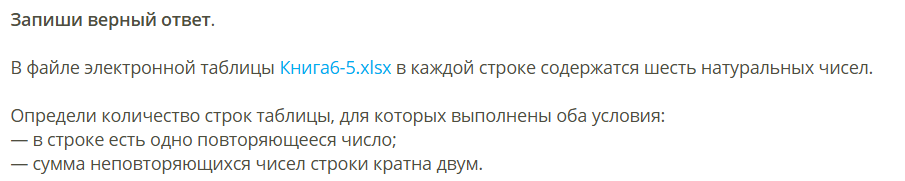 Запиши верный ответ.
В файле электронной таблицы Книга6-5.xlsx в каждой строке содержатся шесть натуральных чисел.
Определи количество строк таблицы, для которых выполнены оба условия:
— в строке есть одно повторяющееся число;
— сумма неповторяющихся чисел строки кратна двум.